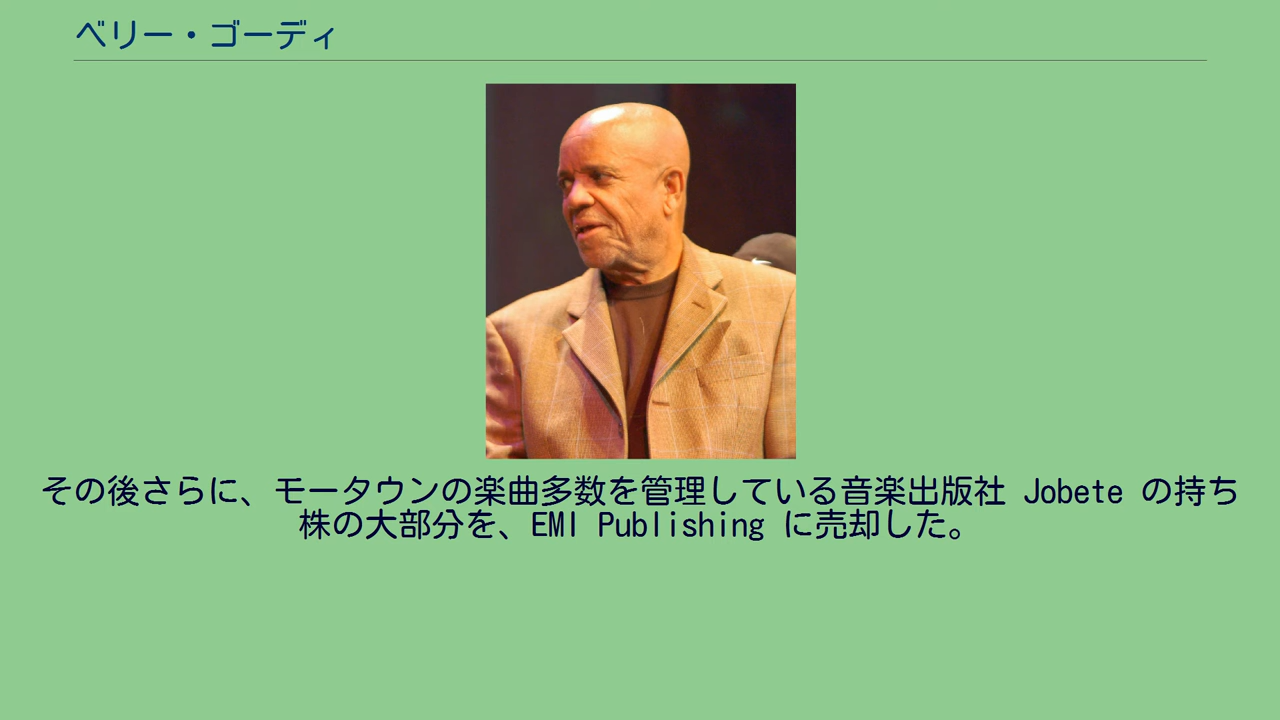 ベリー・ゴーディ
その後さらに、モータウンの楽曲多数を管理している音楽出版社 Jobete の持ち
株の大部分を、EMI Publishing に売却した。